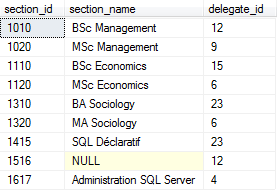 section_id section_name delegate_id
1010 BSc Management 12
1020 MSc Management 9
1110 BSc Economics 15
1120 MSc Economics 6
1310 BA Sociology 23
1320 MA Sociology 6
1415 SQL Déclaratif 23
1516 NULL 12
1617 Administration SQL Server 4